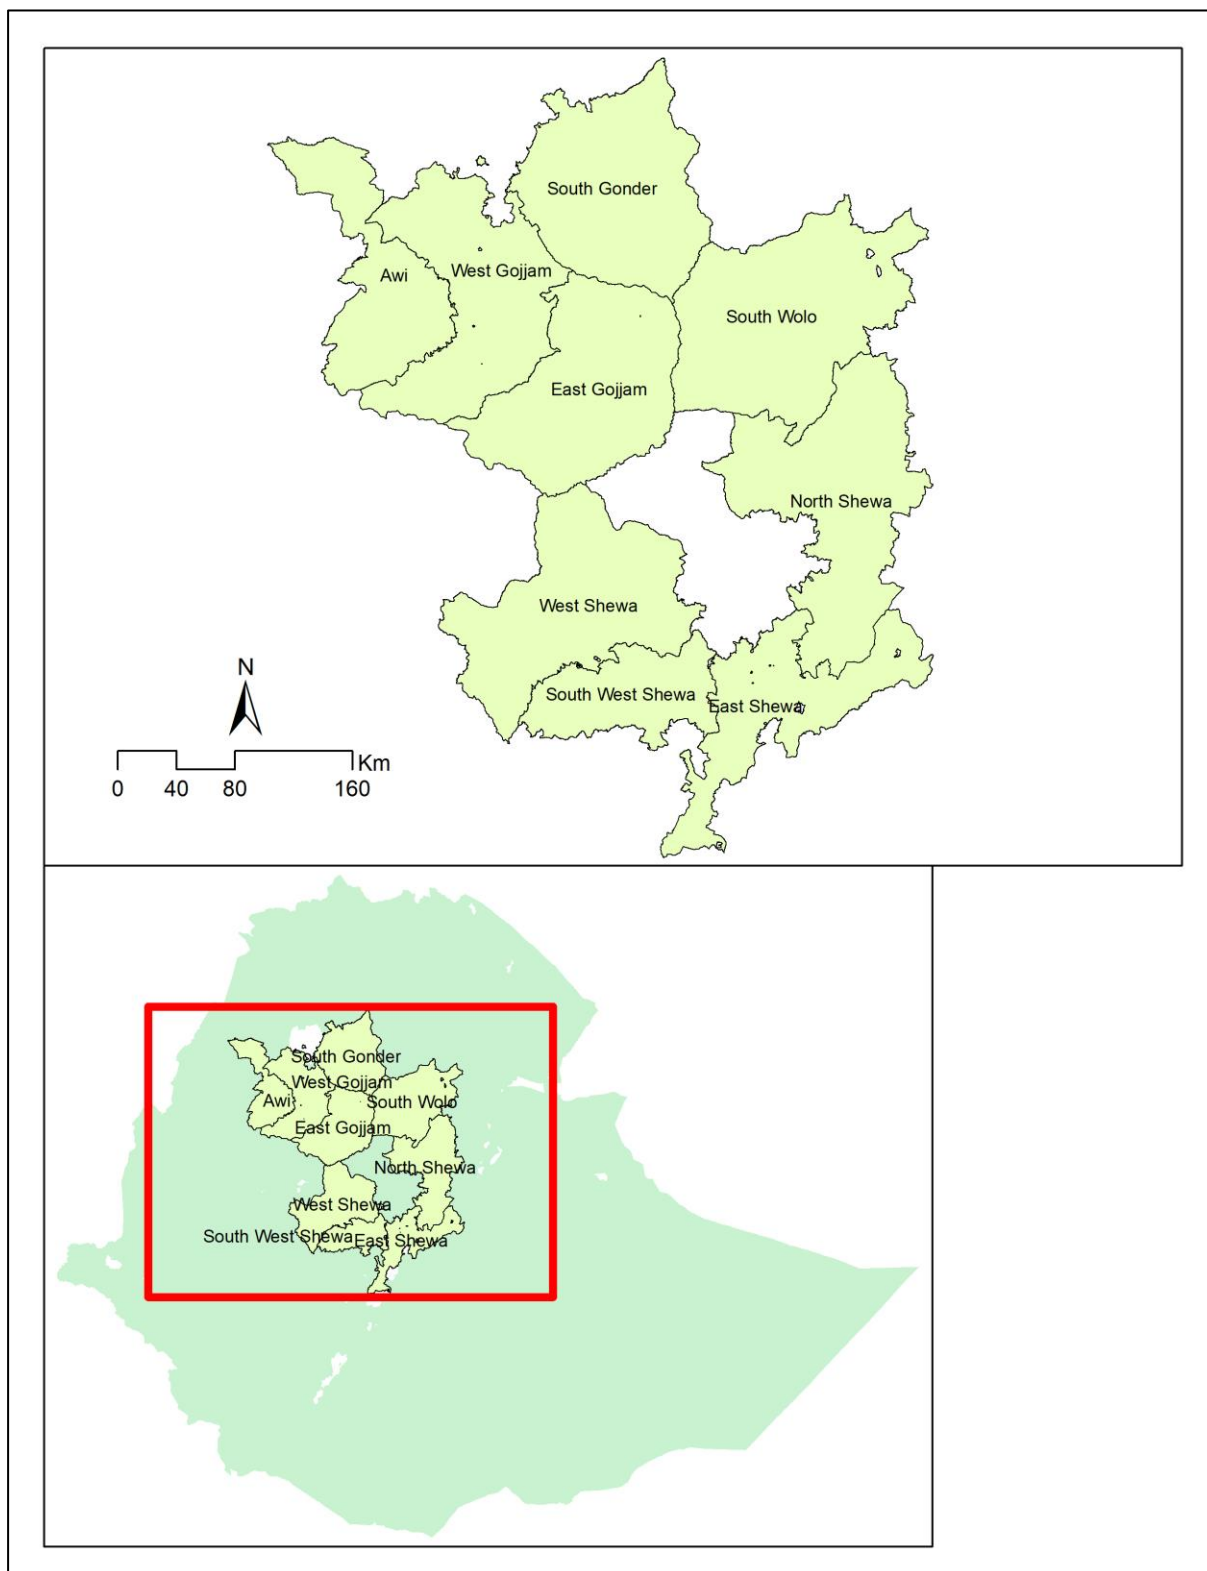 South Gonder
Awi
West Gojjam
South Wolo
East Gojjam
North Shewa
West Shewa
South West Shewa
East Shewa
N
Km
0 40 80 160
South Gonder
West Gojjam
Awi
South Wolo
East Gojjam
North Shewa
West Shewa
South West Shewa
East Shewa